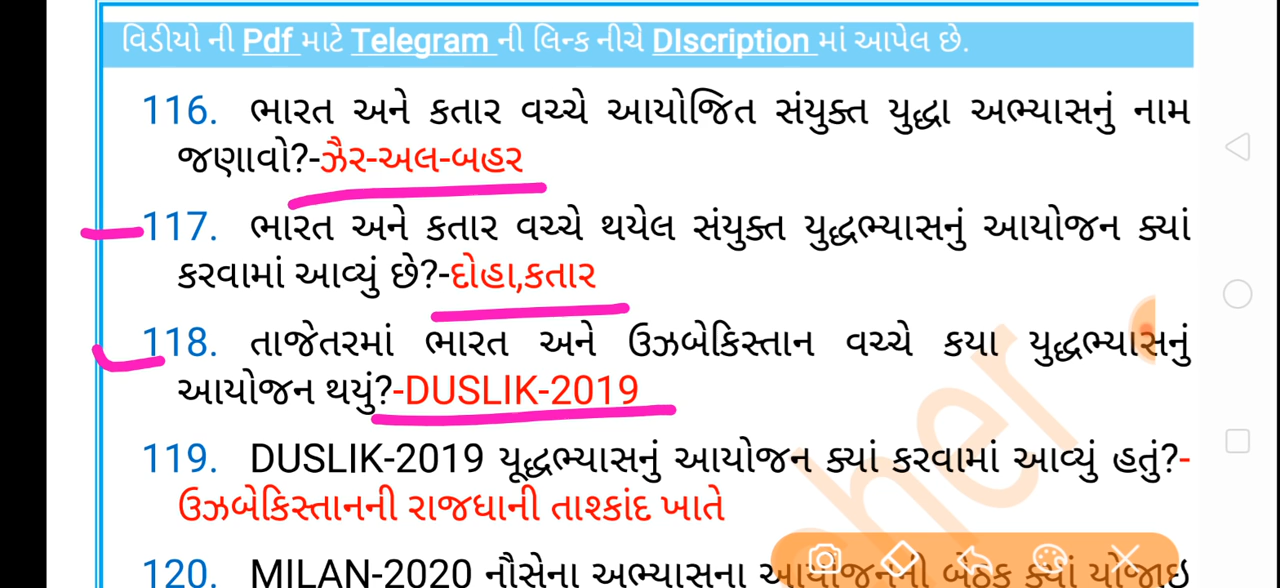 વિડીયો ની Pdf માટે Telegram ની લિન્ક નીચે DIscription માં આપેલ છે.
116. ભારત અને કતાર વચ્ચે આયોજિત સંયુક્ત યુદ્ધા અભ્યાસનું નામ
જણાવો?-ઝૈર-અલ-બહર
117. ભારત અને કતાર વચ્ચે થયેલ સંયુક્ત યુદ્ધભ્યાસનું આયોજન ક્યાં
કરવામાં આવ્યું છે?-દોહા,કતાર
118. તાજેતરમાં ભારત અને ઉઝબેકિસ્તાન વચ્ચે કયા યુદ્ધભ્યાસનું
આયોજન થયું?-DUSLIK-2019
119. DUSLIK-2019 યૂદ્ધભ્યાસનું આયોજન ક્યાં કરવામાં આવ્યું હતું?-
ઉઝબેકિસ્તાનની રાજધાની તાશ્કાંદ ખાતે
120. MILAN-2020 નૌસેના અભ્યાસના આયોજનની બેઠક ક્યાં યોજાઇ